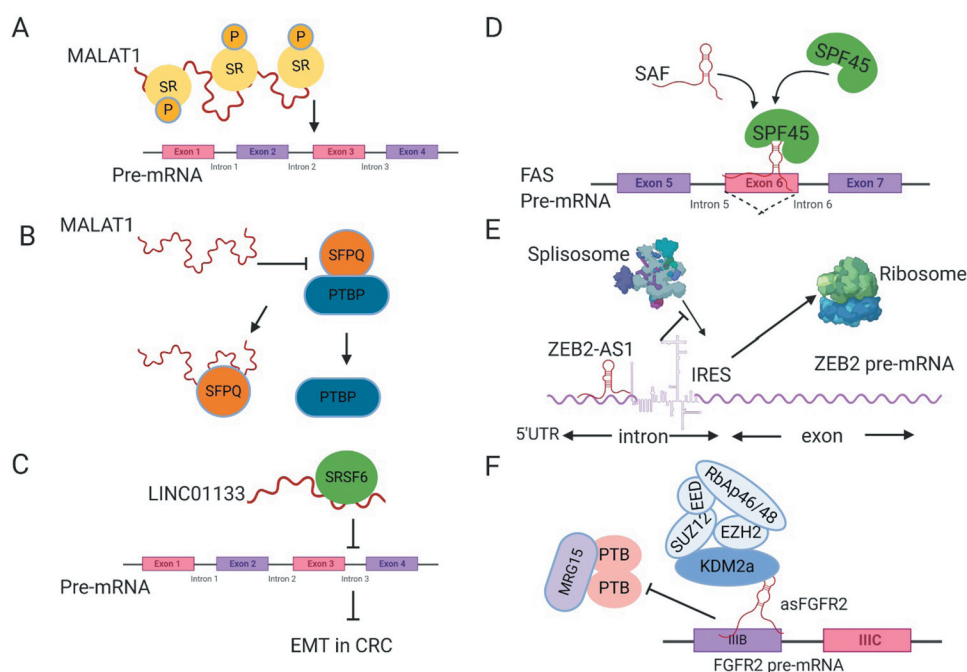 A
MALAT1
P
P
SR
SR
SR
P
Exon 1
Exon 2
Exon 3
Exon 4
Intron 1
Intron 2
Intron 3
Pre-mRNA
B
MALAT1
SFPQ
PTBP
SFPQ
PTBP
C
LINC01133
SRSF6
Exon 1
Exon 2
Exon 3
Exon 4
Intron 1
Intron 2
Intron 3
Pre-mRNA
EMT in CRC
D
SAF
SPF45
SPF45
FAS
Pre-mRNA
Exon 5
Exon 6
Exon 7
Intron 5
Intron 6
E
Splisosome
Ribosome
ZEB2-AS1
IRES
ZEB2 pre-mRNA
5'UTR
intron
exon
F
EED
RbAp46/48
SUZ12
EZH2
KDM2a
MRG15
PTB
PTB
asFGFR2
IIIB
IIIC
FGFR2 pre-mRNA